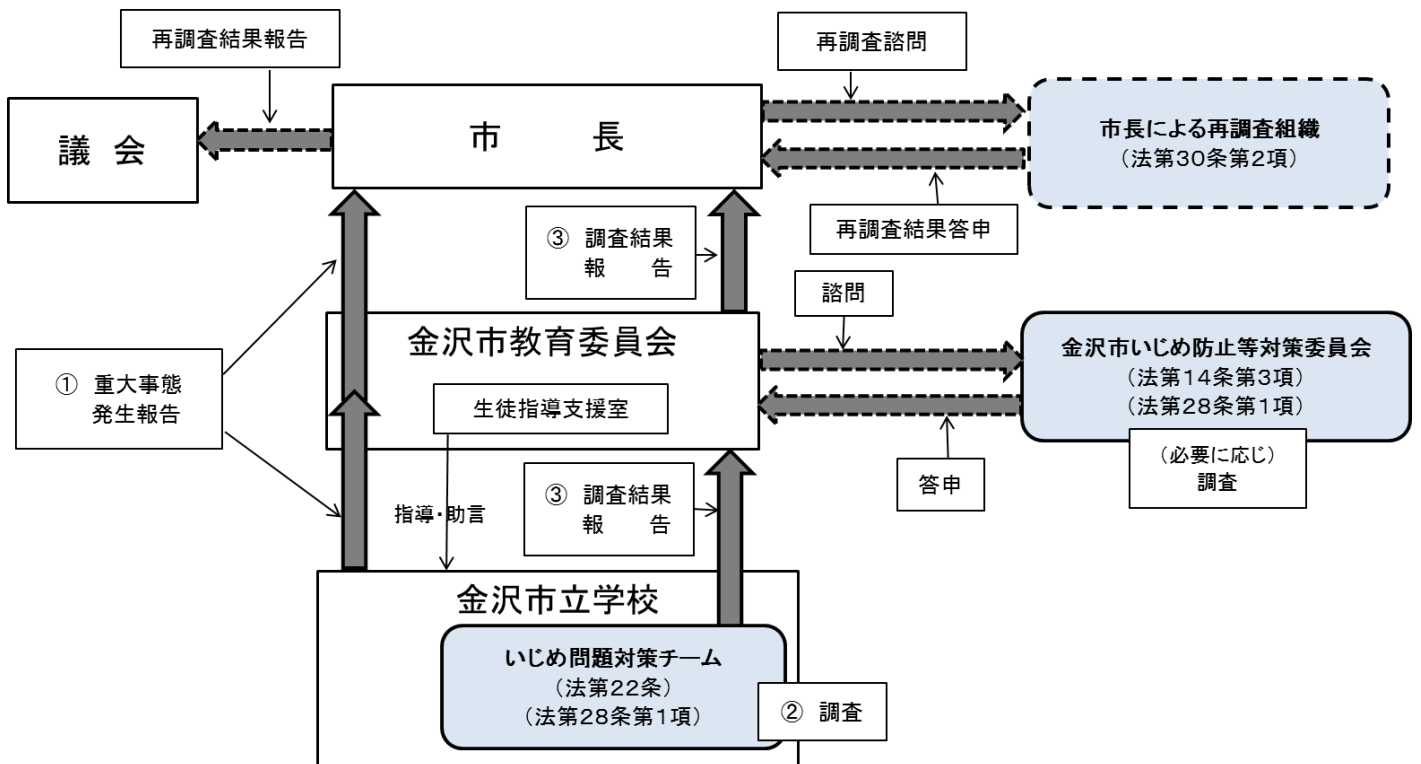 再調査結果報告
再調査諮問
議 会
市 長
市長による再調査組織
（法第30条第2項）
再調査結果答申
③ 調査結果
報 告
諮問
① 重大事態
発生報告
金沢市教育委員会
生徒指導支援室
金沢市いじめ防止等対策委員会
（法第14条第3項）
（法第28条第1項）
（必要に応じ）
調査
答申
指導・助言
③ 調査結果
報 告
金沢市立学校
いじめ問題対策チーム
（法第22条）
（法第28条第1項）
② 調査